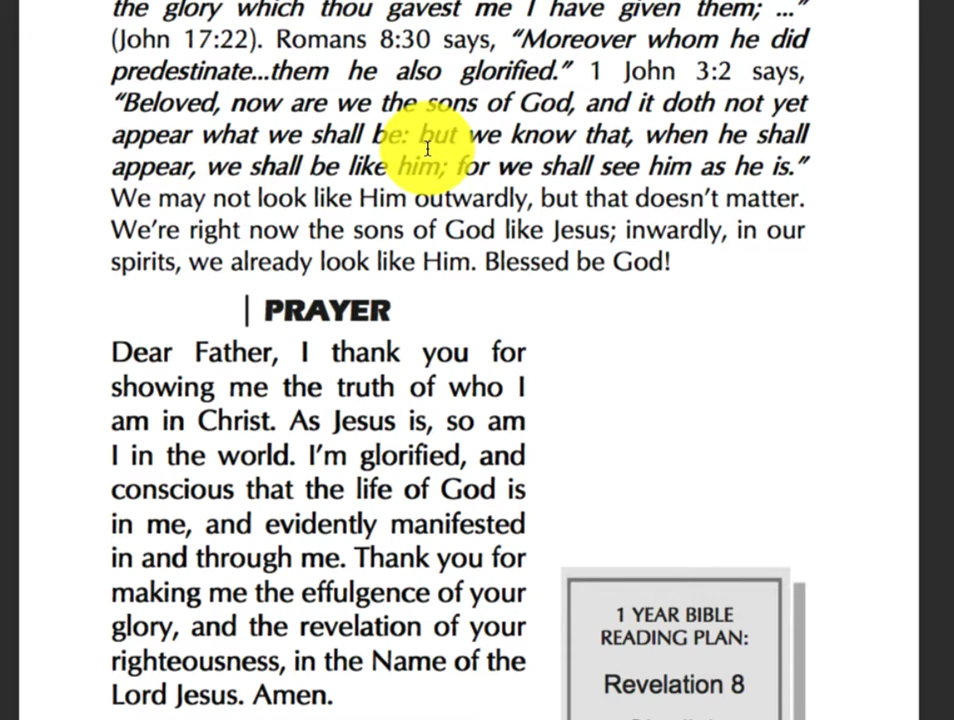 the glory which thou gavest me I have given them; ..."
(John 17:22). Romans 8:30 says, “Moreover whom he did
predestinate...them he also glorified.” 1 John 3:2 says,
“Beloved, now are we the sons of God, and it doth not yet
appear what we shall be: but we know that, when he shall
appear, we shall be like him; for we shall see him as he is.”
We may not look like Him outwardly, but that doesn’t matter.
We’re right now the sons of God like Jesus; inwardly, in our
spirits, we already look like Him. Blessed be God!
| PRAYER
Dear Father, I thank you for
showing me the truth of who I
am in Christ. As Jesus is, so am
I in the world. I’m glorified, and
conscious that the life of God is
in me, and evidently manifested
in and through me. Thank you for
making me the effulgence of your
glory, and the revelation of your
righteousness, in the Name of the
Lord Jesus. Amen.
1 YEAR BIBLE
READING PLAN:
Revelation 8